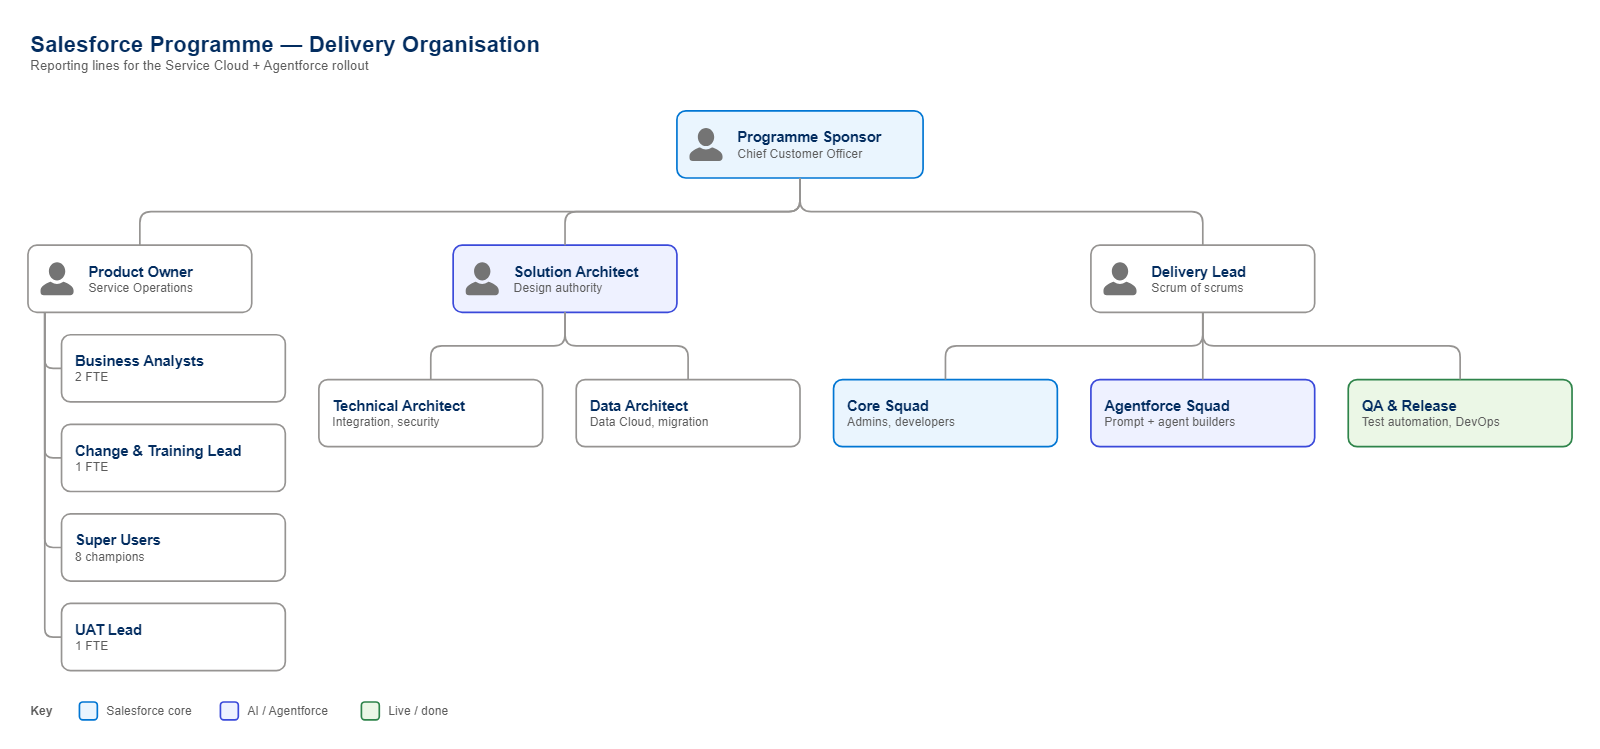 Salesforce Programme — Delivery Organisation
Reporting lines for the Service Cloud + Agentforce rollout
Programme Sponsor
Chief Customer Officer
Product Owner
Service Operations
Solution Architect
Design authority
Delivery Lead
Scrum of scrums
Business Analysts
2 FTE
Change & Training Lead
1 FTE
Super Users
8 champions
UAT Lead
1 FTE
Technical Architect
Integration, security
Data Architect
Data Cloud, migration
Core Squad
Admins, developers
Agentforce Squad
Prompt + agent builders
QA & Release
Test automation, DevOps
Key
Salesforce core
AI / Agentforce
Live / done